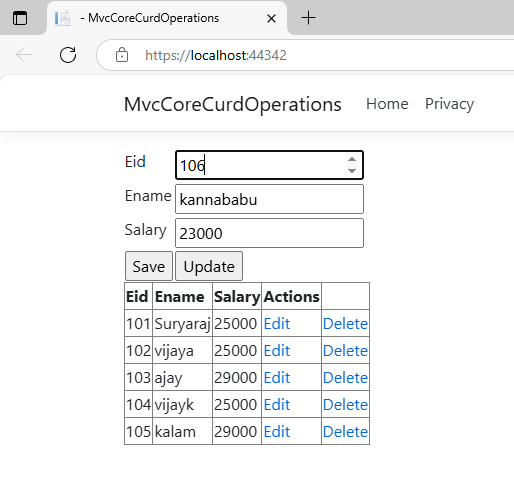 - MvcCoreCurdOperations
https://localhost:44342
MvcCoreCurdOperations Home Privacy
Eid 106
Ename kannababu
Salary 23000
Save Update
Eid Ename Salary Actions
101 Suryaraj 25000 Edit Delete
102 vijaya 25000 Edit Delete
103 ajay 29000 Edit Delete
104 vijayk 25000 Edit Delete
105 kalam 29000 Edit Delete